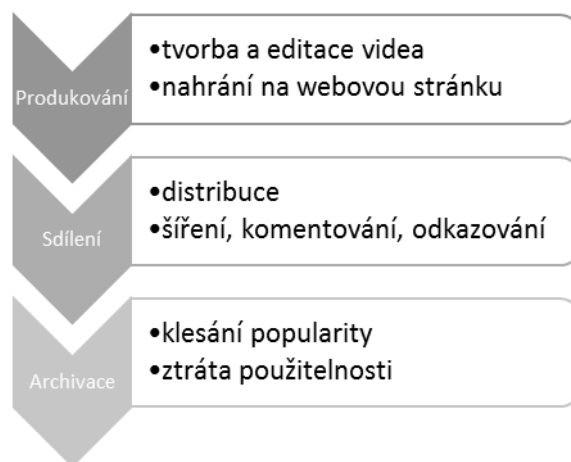 Produkování
•tvorba a editace videa
•nahrání na webovou stránku
Sdílení
•distribuce
•šíření, komentování, odkazování
Archivace
•klesání popularity
•ztráta použitelnosti